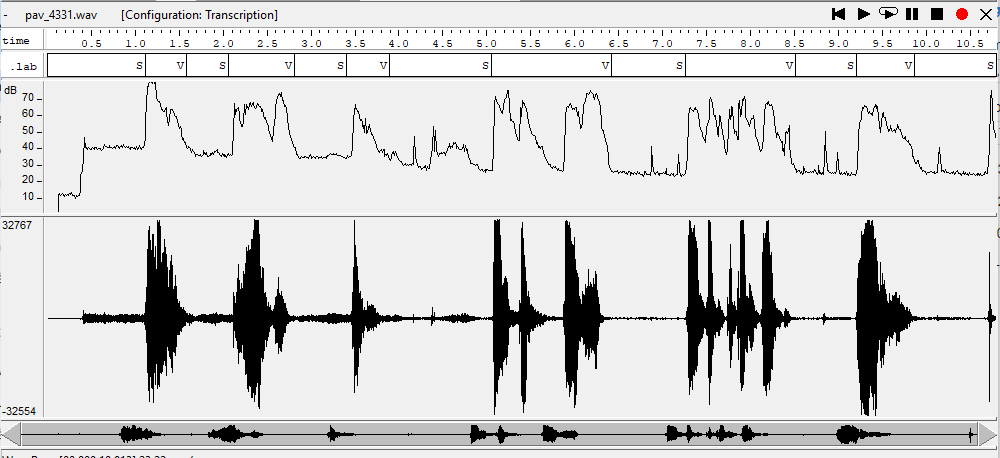 - pav_4331.wav [Configuration: Transcription]
time 0.5 1.0 1.5 2.0 2.5 3.0 3.5 4.0 4.5 5.0 5.5 6.0 6.5 7.0 7.5 8.0 8.5 9.0 9.5 10.0 10.5
.lab S V S V S V S V S V S V S
dB
70
60
50
40
30
20
10
32767
-32554